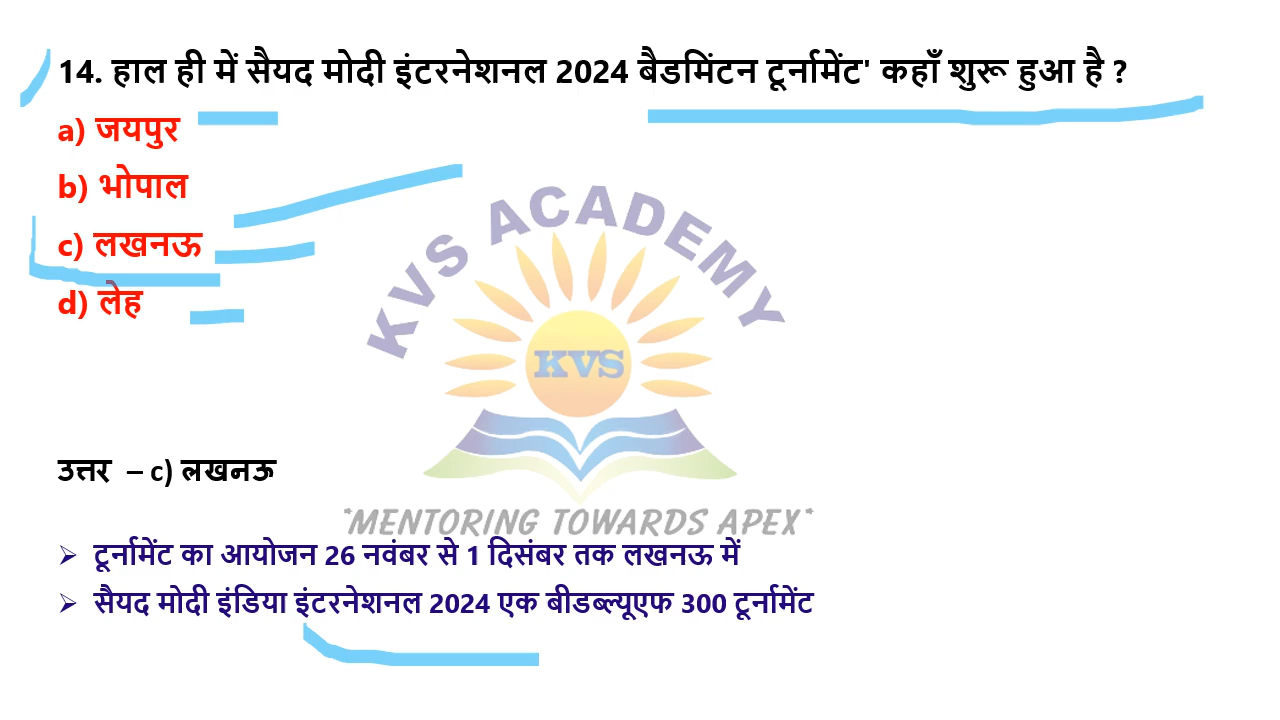 14. हाल ही में सैयद मोदी इंटरनेशनल 2024 बैडमिंटन टूर्नामेंट' कहाँ शुरू हुआ है ?
a) जयपुर
b) भोपाल
c) लखनऊ
d) लेह
KVS ACADEMY
KVS
उत्तर – c) लखनऊ
"MENTORING TOWARDS APEX"
➢ टूर्नामेंट का आयोजन 26 नवंबर से 1 दिसंबर तक लखनऊ में
➢ सैयद मोदी इंडिया इंटरनेशनल 2024 एक बीडब्ल्यूएफ 300 टूर्नामेंट